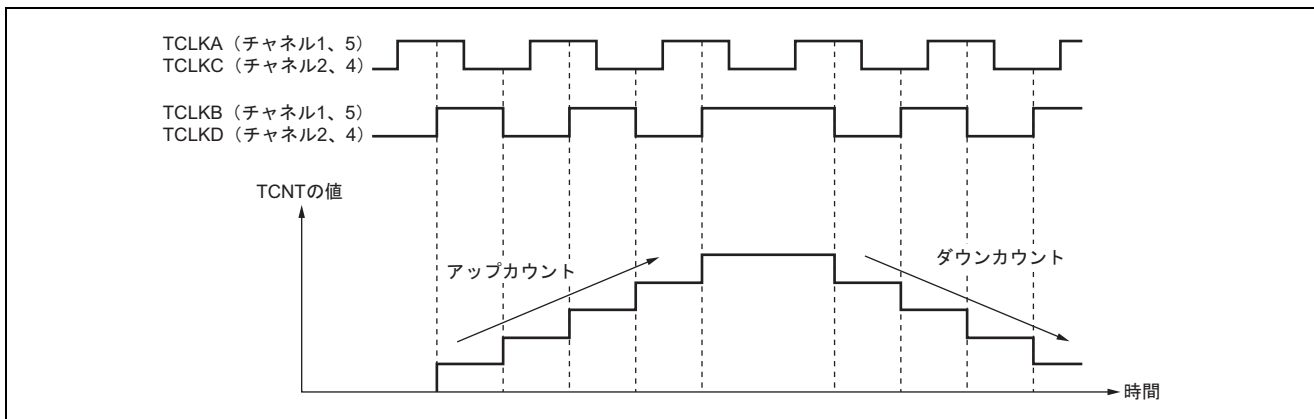 TCLKA（チャネル1、5）
TCLKC（チャネル2、4）
TCLKB（チャネル1、5）
TCLKD（チャネル2、4）
TCNTの値
アップカウント
ダウンカウント
時間